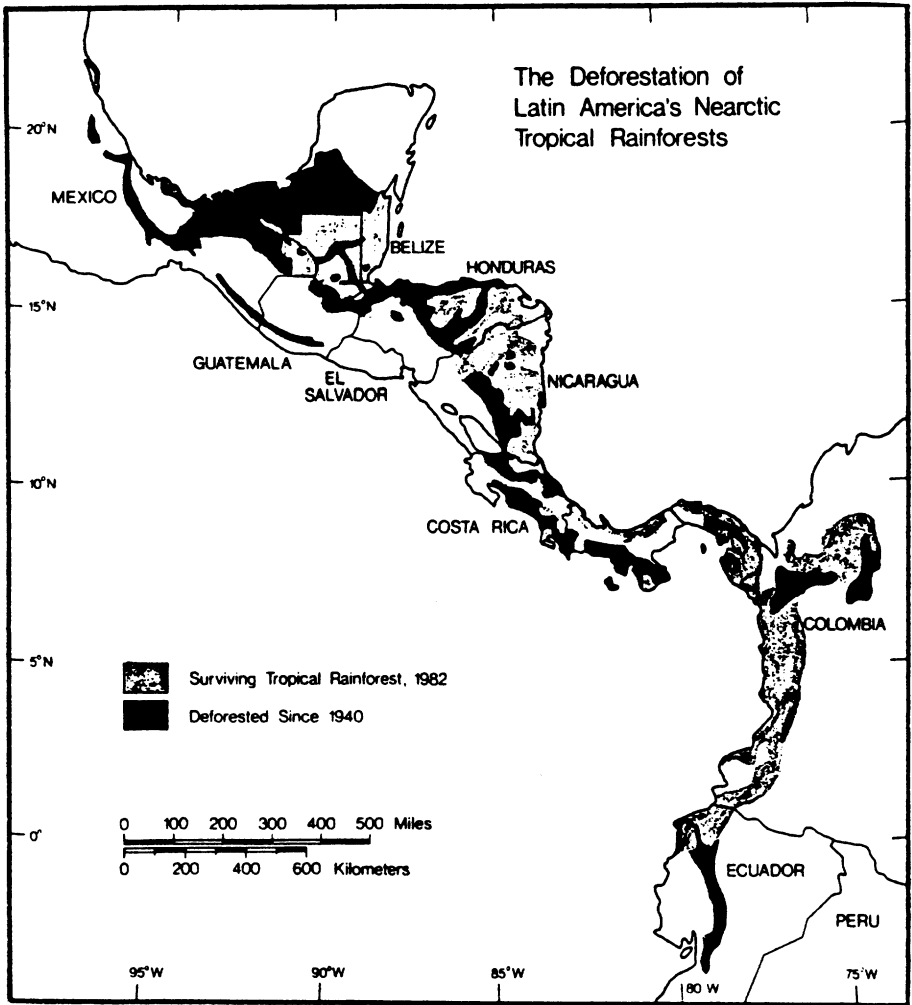 The Deforestation of
Latin America's Nearctic
Tropical Rainforests
20°N
MEXICO
BELIZE
HONDURAS
15°N
GUATEMALA
EL
SALVADOR
NICARAGUA
10°N
COSTA RICA
COLOMBIA
5°N
Surviving Tropical Rainforest, 1982
Deforested Since 1940
0 100 200 300 400 500 Miles
0 200 400 600 Kilometers
0°
ECUADOR
PERU
95°W
90°W
85°W
80 W
75°W